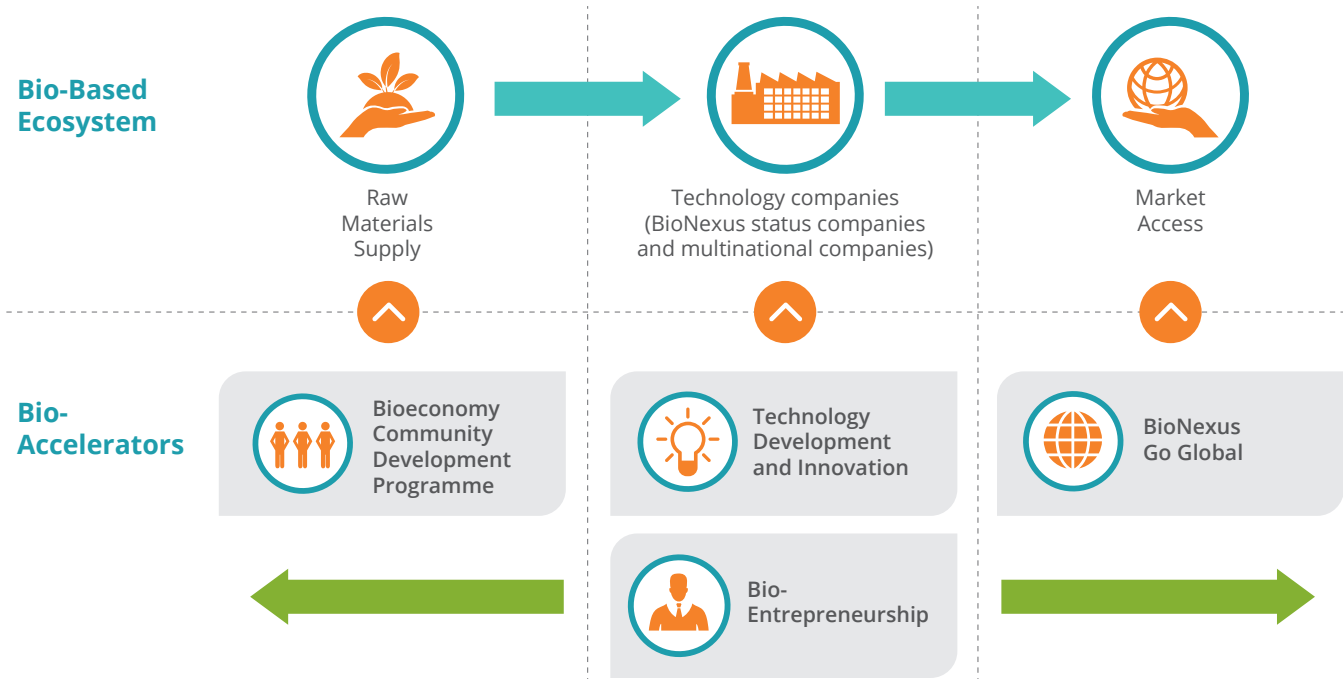 Bio-Based
Ecosystem
Raw
Materials
Supply
Technology companies
(BioNexus status companies
and multinational companies)
Market
Access
Bio-
Accelerators
Bioeconomy
Community
Development
Programme
Technology
Development
and Innovation
BioNexus
Go Global
Bio-
Entrepreneurship